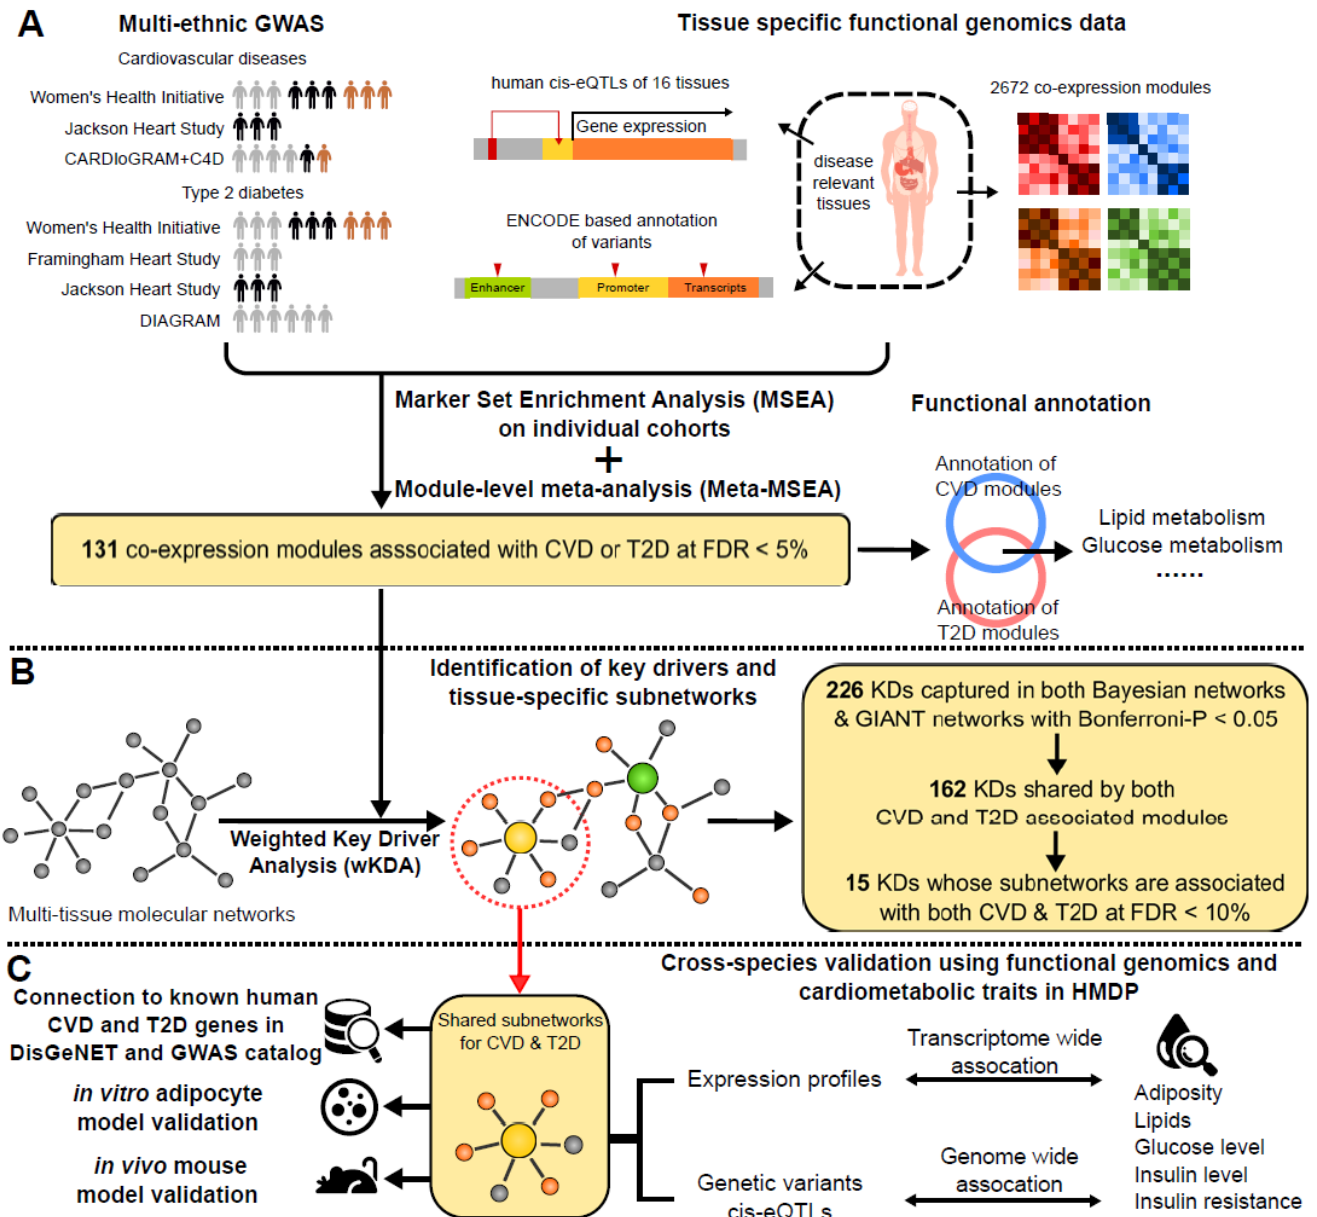 A
Multi-ethnic GWAS
Cardiovascular diseases
Women's Health Initiative
Jackson Heart Study
CARDIoGRAM+C4D
Type 2 diabetes
Women's Health Initiative
Framingham Heart Study
Jackson Heart Study
DIAGRAM
Tissue specific functional genomics data
human cis-eQTLs of 16 tissues
Gene expression
ENCODE based annotation
of variants
Enhancer
Promoter
Transcripts
disease
relevant
tissues
2672 co-expression modules
Marker Set Enrichment Analysis (MSEA)
on individual cohorts
+
Module-level meta-analysis (Meta-MSEA)
131 co-expression modules asssociated with CVD or T2D at FDR < 5%
Functional annotation
Annotation of
CVD modules
Annotation of
T2D modules
Lipid metabolism
Glucose metabolism
......
B
Identification of key drivers and
tissue-specific subnetworks
Weighted Key Driver
Analysis (wKDA)
Multi-tissue molecular networks
226 KDs captured in both Bayesian networks
& GIANT networks with Bonferroni-P < 0.05
162 KDs shared by both
CVD and T2D associated modules
15 KDs whose subnetworks are associated
with both CVD & T2D at FDR < 10%
C
Connection to known human
CVD and T2D genes in
DisGeNET and GWAS catalog
in vitro adipocyte
model validation
in vivo mouse
model validation
Shared subnetworks
for CVD & T2D
Cross-species validation using functional genomics and
cardiometabolic traits in HMDP
Expression profiles
Transcriptome wide
assocation
Genetic variants
cis-eQTLs
Genome wide
assocation
Adiposity
Lipids
Glucose level
Insulin level
Insulin resistance